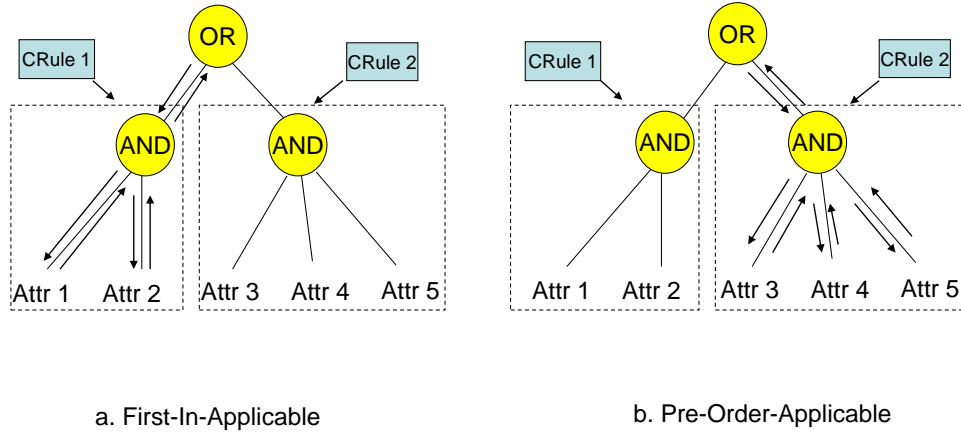 OR
CRule 1
CRule 2
AND
AND
Attr 1 Attr 2 Attr 3 Attr 4 Attr 5
a. First-In-Applicable
OR
CRule 1
CRule 2
AND
AND
Attr 1 Attr 2 Attr 3 Attr 4 Attr 5
b. Pre-Order-Applicable